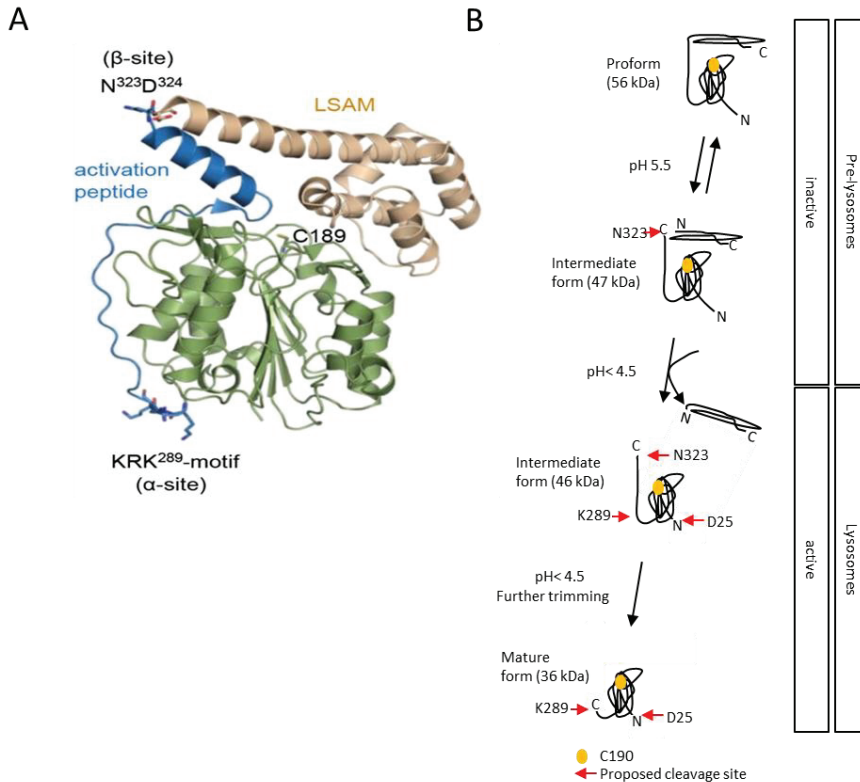 A
(β-site)
N³²³D³²⁴
LSAM
activation
peptide
C189
KRK²⁸⁹-motif
(α-site)
B
Proform
(56 kDa)
C
N
pH 5.5
N323
C
N
C
Intermediate
form (47 kDa)
N
pH< 4.5
N
C
C
N323
Intermediate
form (46 kDa)
K289
N
D25
pH< 4.5
Further trimming
Mature
form (36 kDa)
K289
C
N
D25
C190
Proposed cleavage site
inactive
Pre-lysosomes
active
Lysosomes